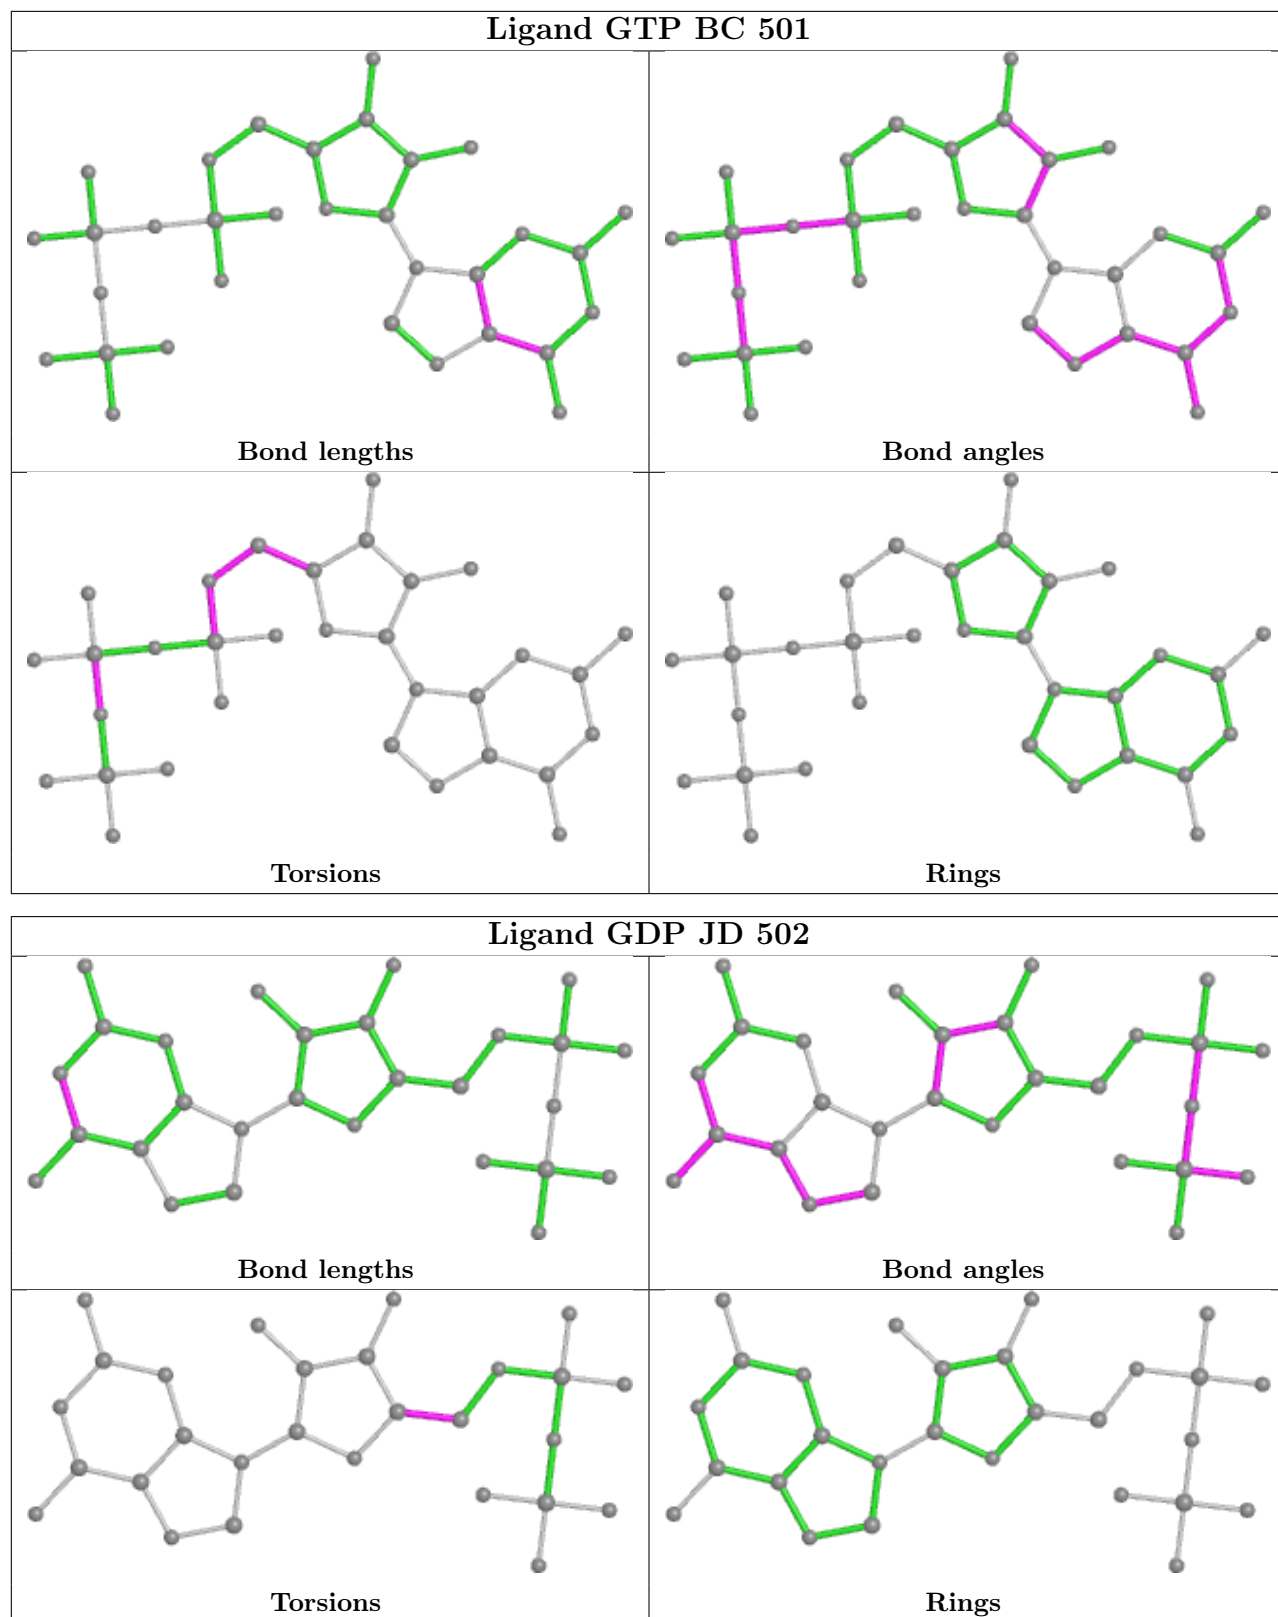 Ligand GTP BC 501
Bond lengths
Bond angles
Torsions
Rings
Ligand GDP JD 502
Bond lengths
Bond angles
Torsions
Rings